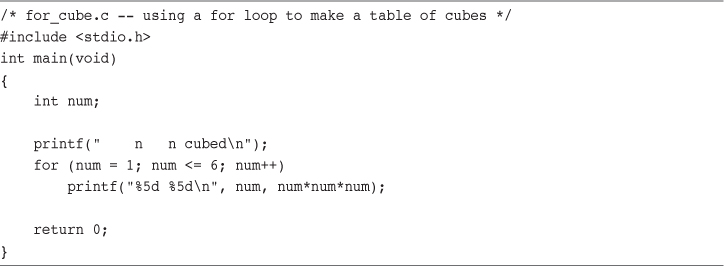 /* for_cube.c -- using a for loop to make a table of cubes */
#include <stdio.h>
int main(void)
{
    int num;

    printf("    n   n cubed\n");
    for (num = 1; num <= 6; num++)
        printf("%5d %5d\n", num, num*num*num);

    return 0;
}